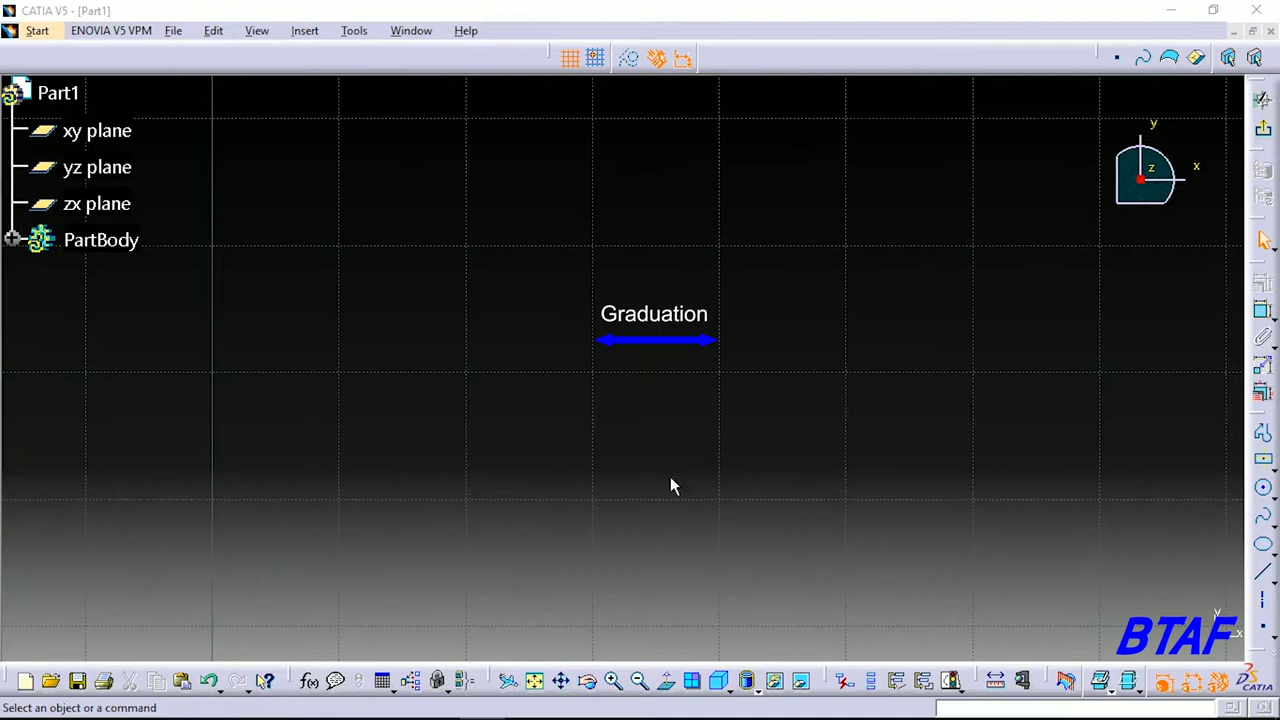 CATIA V5 - [Part1]
Start ENOVIA V5 VPM File Edit View Insert Tools Window Help
Part1
xy plane
yz plane
zx plane
PartBody
y
x
z
Graduation
BTAF
y
x
f(x)
CATIA
Select an object or a command